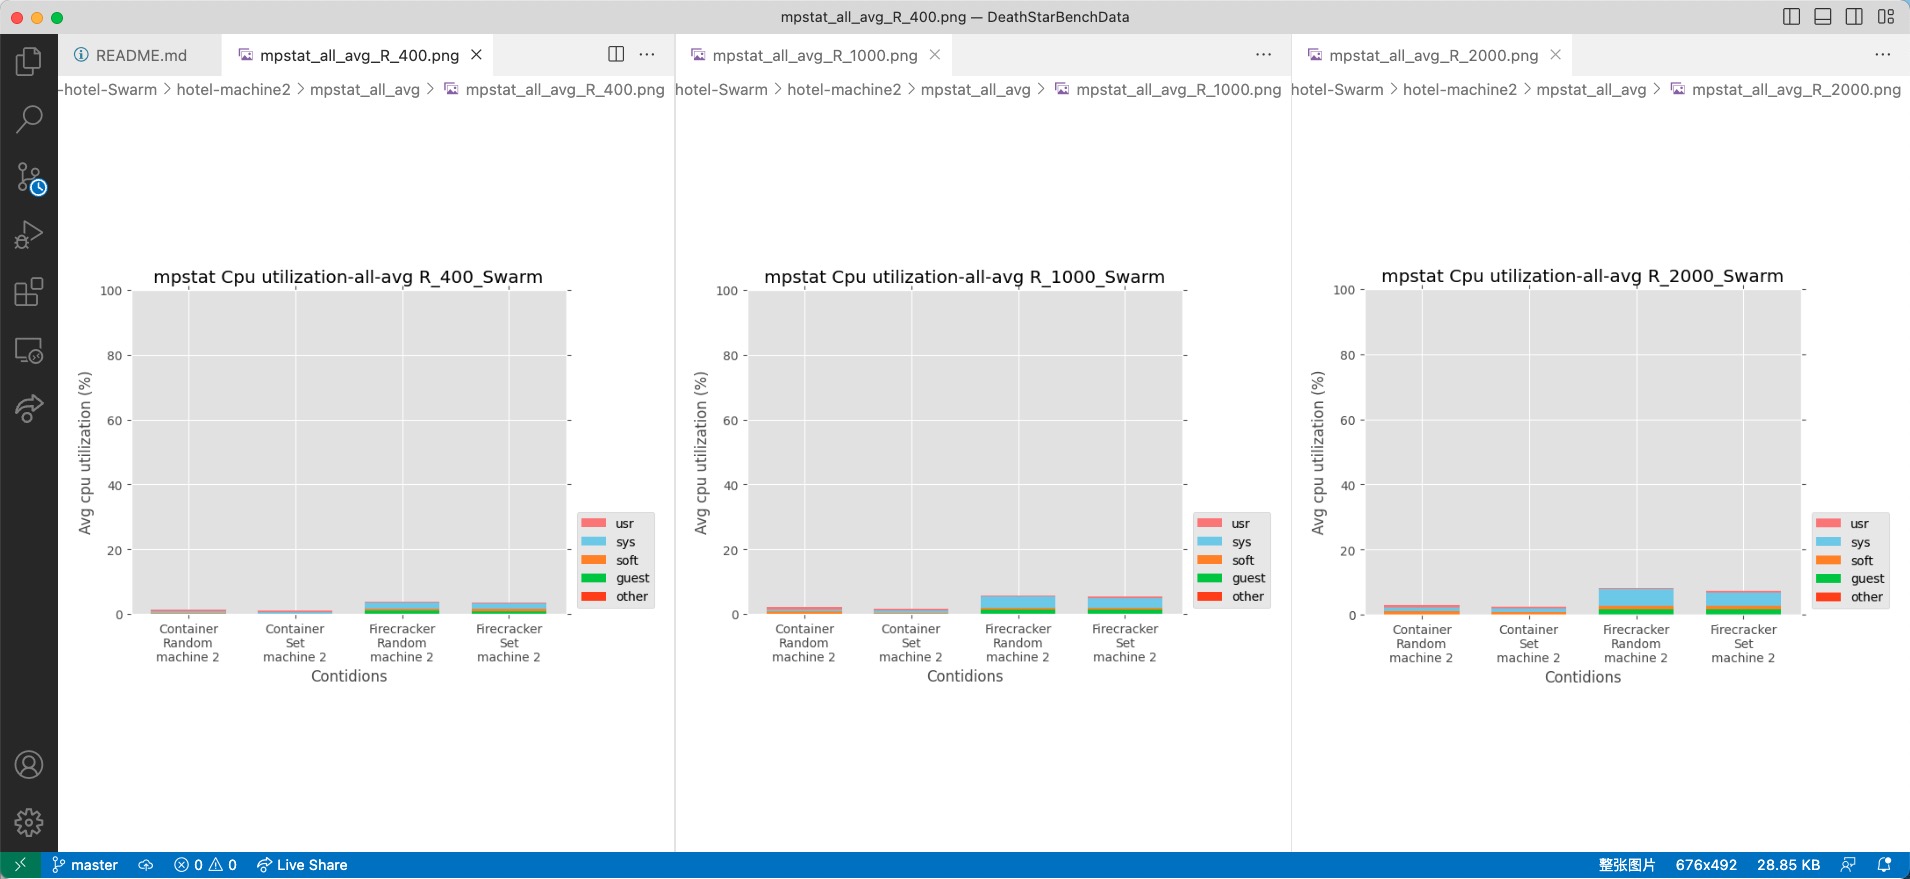 mpstat_all_avg_R_400.png — DeathStarBenchData
README.md
mpstat_all_avg_R_400.png
mpstat_all_avg_R_1000.png
mpstat_all_avg_R_2000.png
-hotel-Swarm > hotel-machine2 > mpstat_all_avg > mpstat_all_avg_R_400.png
hotel-Swarm > hotel-machine2 > mpstat_all_avg > mpstat_all_avg_R_1000.png
hotel-Swarm > hotel-machine2 > mpstat_all_avg > mpstat_all_avg_R_2000.png
mpstat Cpu utilization-all-avg R_400_Swarm
100
80
60
40
20
0
Avg cpu utilization (%)
Container
Random
machine 2
Container
Set
machine 2
Firecracker
Random
machine 2
Firecracker
Set
machine 2
Contidions
usr
sys
soft
guest
other
mpstat Cpu utilization-all-avg R_1000_Swarm
100
80
60
40
20
0
Avg cpu utilization (%)
Container
Random
machine 2
Container
Set
machine 2
Firecracker
Random
machine 2
Firecracker
Set
machine 2
Contidions
usr
sys
soft
guest
other
mpstat Cpu utilization-all-avg R_2000_Swarm
100
80
60
40
20
0
Avg cpu utilization (%)
Container
Random
machine 2
Container
Set
machine 2
Firecracker
Random
machine 2
Firecracker
Set
machine 2
Contidions
usr
sys
soft
guest
other
master 0 0 Live Share
整张图片 676x492 28.85 KB